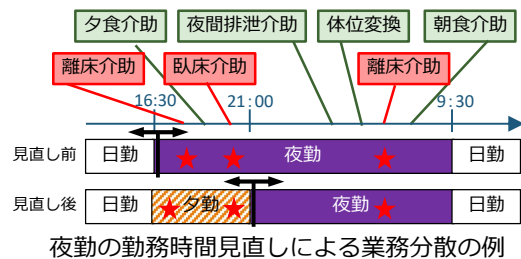 夕食介助 夜間排泄介助 体位変換 朝食介助
離床介助 臥床介助 離床介助
16:30 21:00 9:30
見直し前 日勤 夜勤 日勤
見直し後 日勤 夕勤 夜勤 日勤
夜勤の勤務時間見直しによる業務分散の例